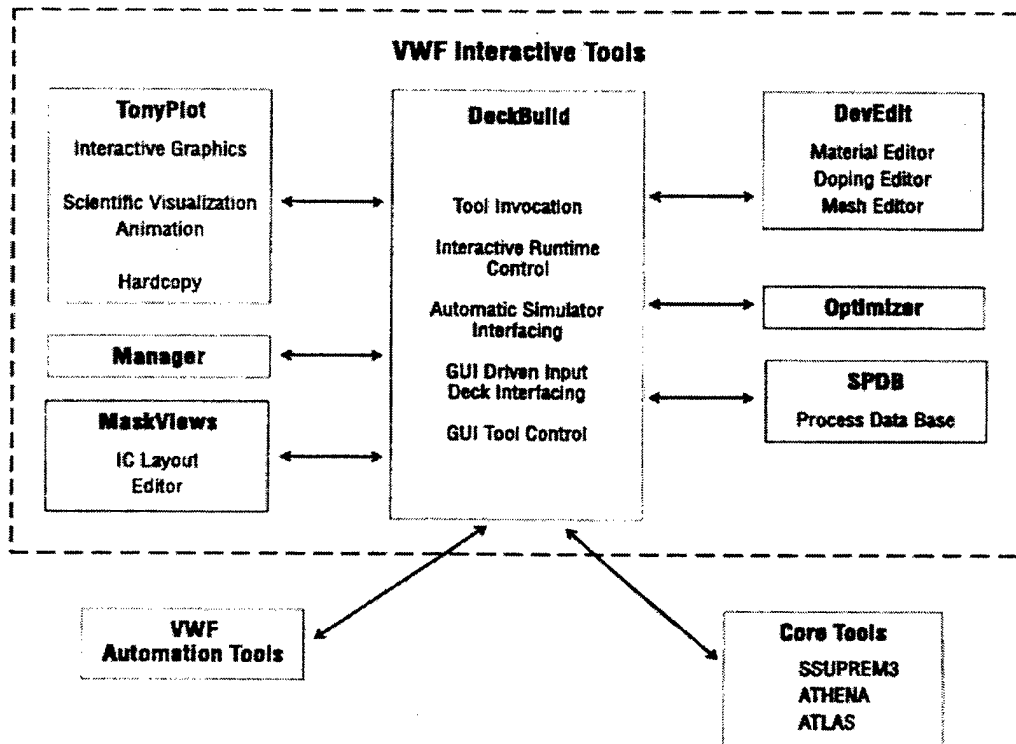 VWF Interactive Tools
TonyPlot
Interactive Graphics
Scientific Visualization
Animation
Hardcopy
Manager
MaskViews
IC Layout
Editor
DeckBuild
Tool Invocation
Interactive Runtime
Control
Automatic Simulator
Interfacing
GUI Driven Input
Deck Interfacing
GUI Tool Control
DevEdit
Material Editor
Doping Editor
Mesh Editor
Optimizer
SPDB
Process Data Base
VWF
Automation Tools
Core Tools
SSUPREM3
ATHENA
ATLAS